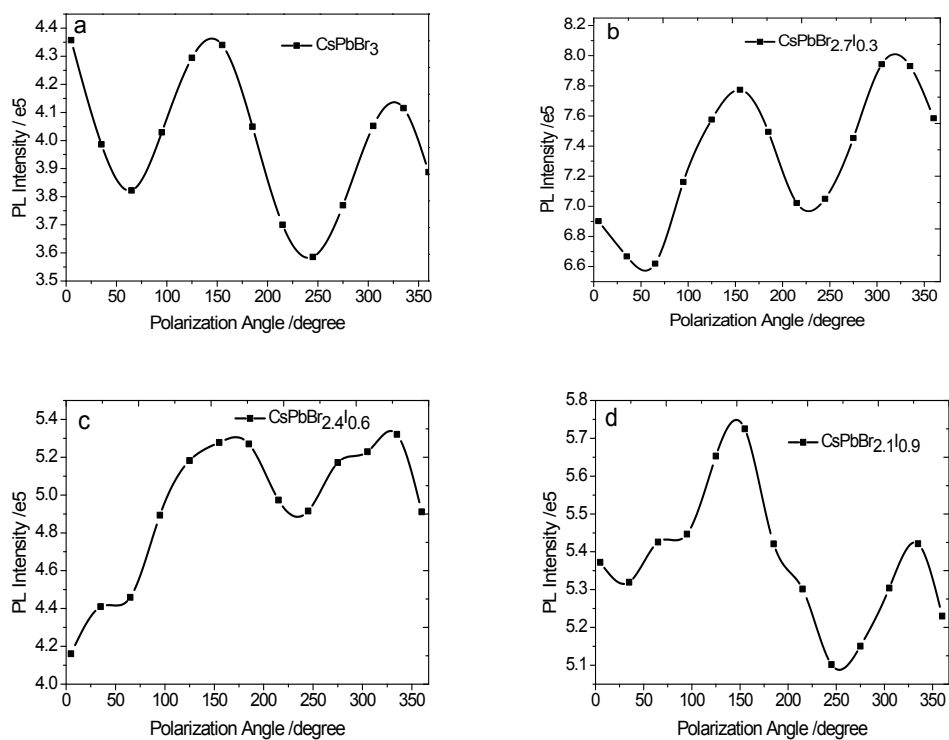 a
CsPbBr3
PL Intensity / e5
4.4
4.3
4.2
4.1
4.0
3.9
3.8
3.7
3.6
3.5
0 50 100 150 200 250 300 350
Polarization Angle /degree
b
CsPbBr2.7I0.3
PL Intensity / e5
8.2
8.0
7.8
7.6
7.4
7.2
7.0
6.8
6.6
0 50 100 150 200 250 300 350
Polarization Angle /degree
c
CsPbBr2.4I0.6
PL Intensity /e5
5.4
5.2
5.0
4.8
4.6
4.4
4.2
4.0
0 50 100 150 200 250 300 350
Polarization Angle /degree
d
CsPbBr2.1I0.9
PL Intensity /e5
5.8
5.7
5.6
5.5
5.4
5.3
5.2
5.1
0 50 100 150 200 250 300 350
Polarization Angle /degree